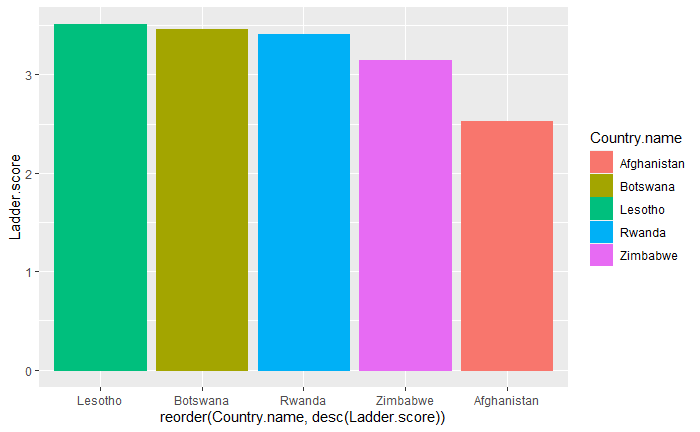 Ladder.score
3
2
1
0
Lesotho
Botswana
Rwanda
Zimbabwe
Afghanistan
reorder(Country.name, desc(Ladder.score))
Country.name
Afghanistan
Botswana
Lesotho
Rwanda
Zimbabwe